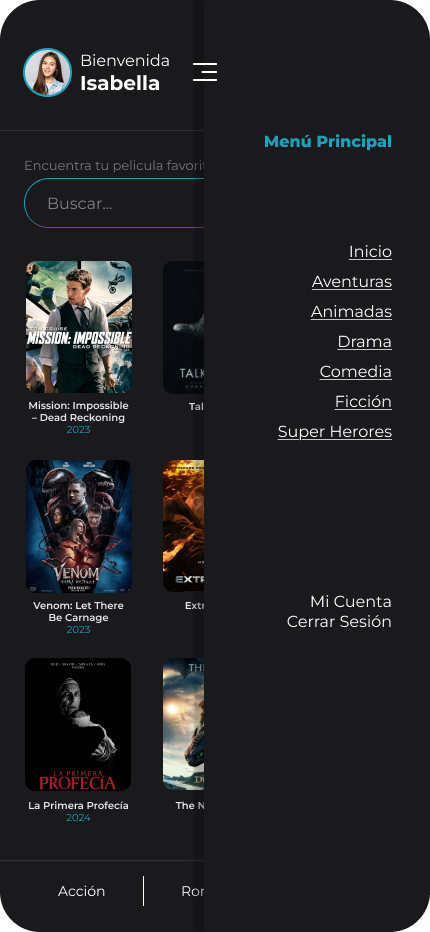 Bienvenida
Isabella
Menú Principal
Encuentra tu pelicula favorit
Buscar...
Inicio
Aventuras
Animadas
Drama
Comedia
Ficción
Super Herores
TOM CRUISE
MISSION: IMPOSSIBLE
DEAD RECKONING
TALK
Mission: Impossible
– Dead Reckoning
2023
Tal
VENOM
EXTR
Venom: Let There
Be Carnage
2023
Extr
Mi Cuenta
Cerrar Sesión
TH
LA PRIMERA
PROFECÍA
La Primera Profecía
2024
The N
Acción
Ror